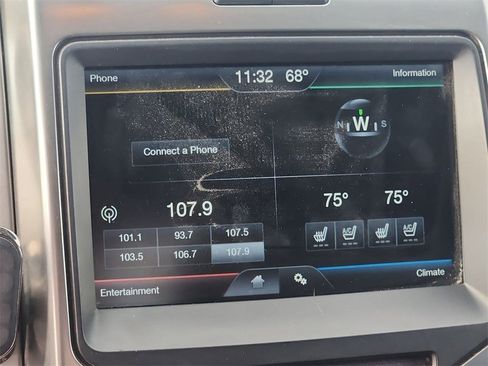 Phone 11:32 68° Information
N W S
Connect a Phone
107.9 75° 75°
101.1 93.7 107.5
103.5 106.7 107.9
A/C A/C
Entertainment Climate